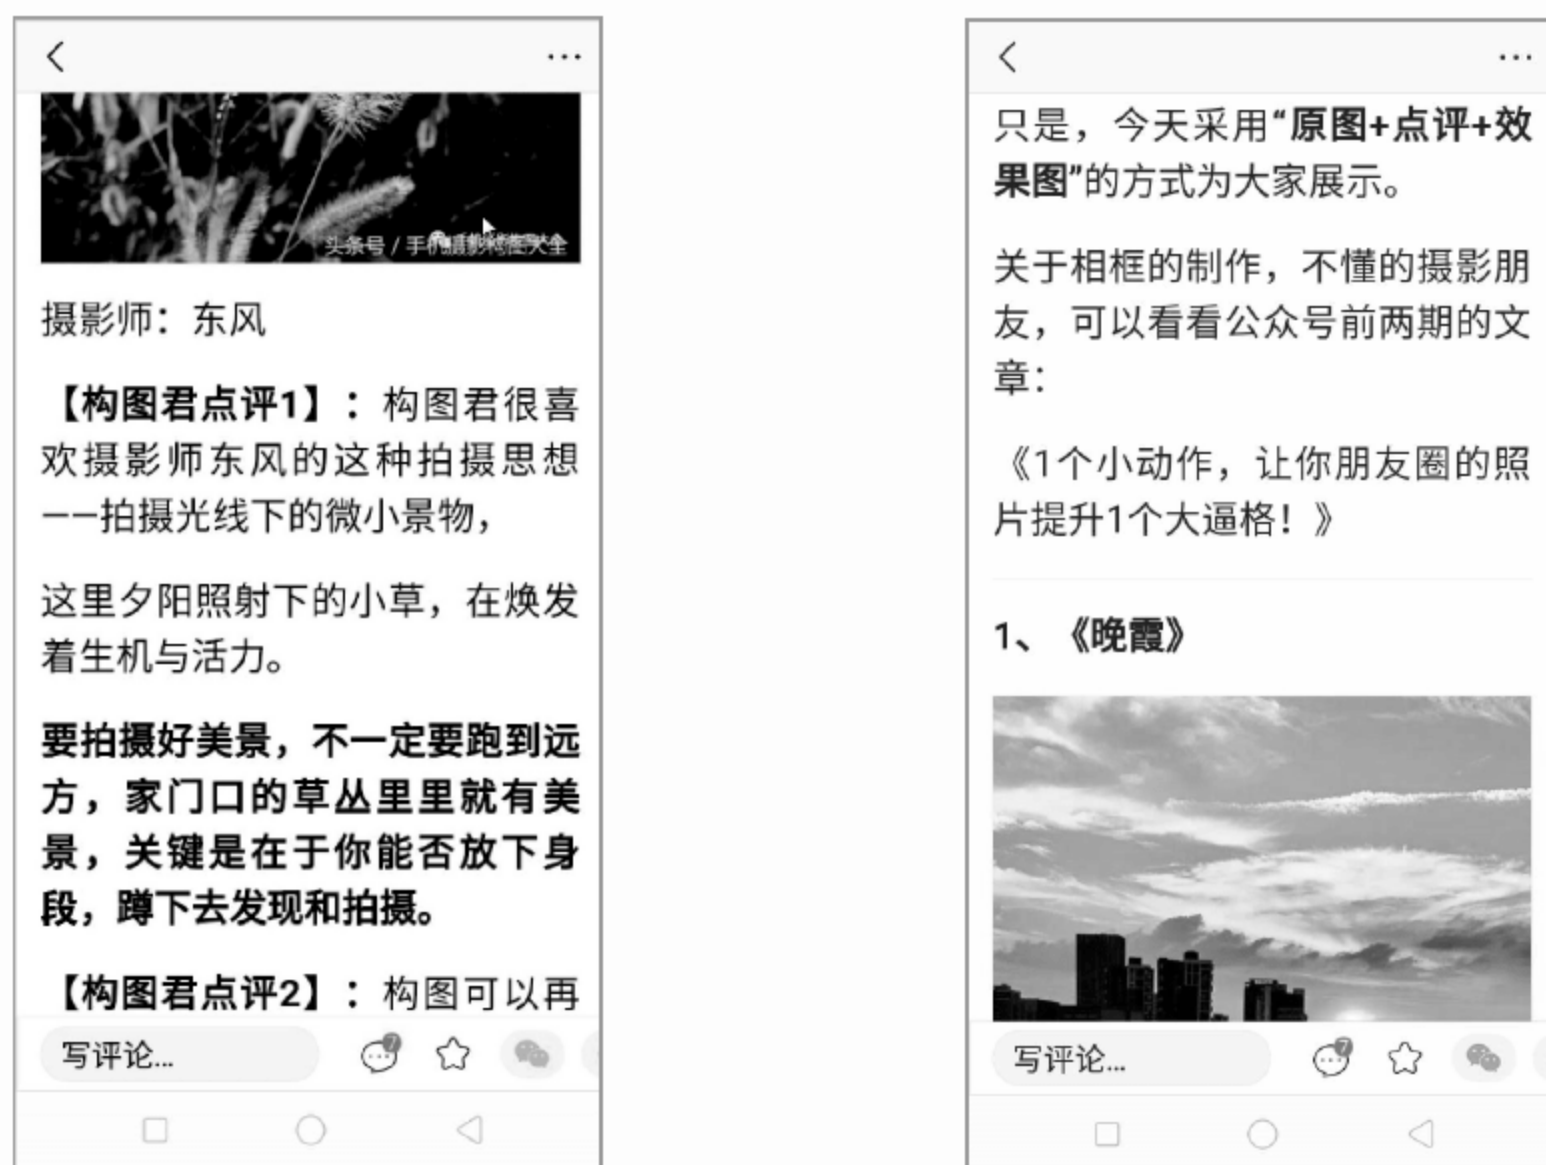 头条号 / 手机摄影构图大全
摄影师：东风
【构图君点评1】：构图君很喜
欢摄影师东风的这种拍摄思想
——拍摄光线下的微小景物，
这里夕阳照射下的小草，在焕发
着生机与活力。
要拍摄好美景，不一定要跑到远
方，家门口的草丛里里就有美
景，关键是在于你能否放下身
段，蹲下去发现和拍摄。
【构图君点评2】：构图可以再
写评论...
7
只是，今天采用“原图+点评+效
果图”的方式为大家展示。
关于相框的制作，不懂的摄影朋
友，可以看看公众号前两期的文
章：
《1个小动作，让你朋友圈的照
片提升1个大逼格！》
1、《晚霞》
写评论...
7